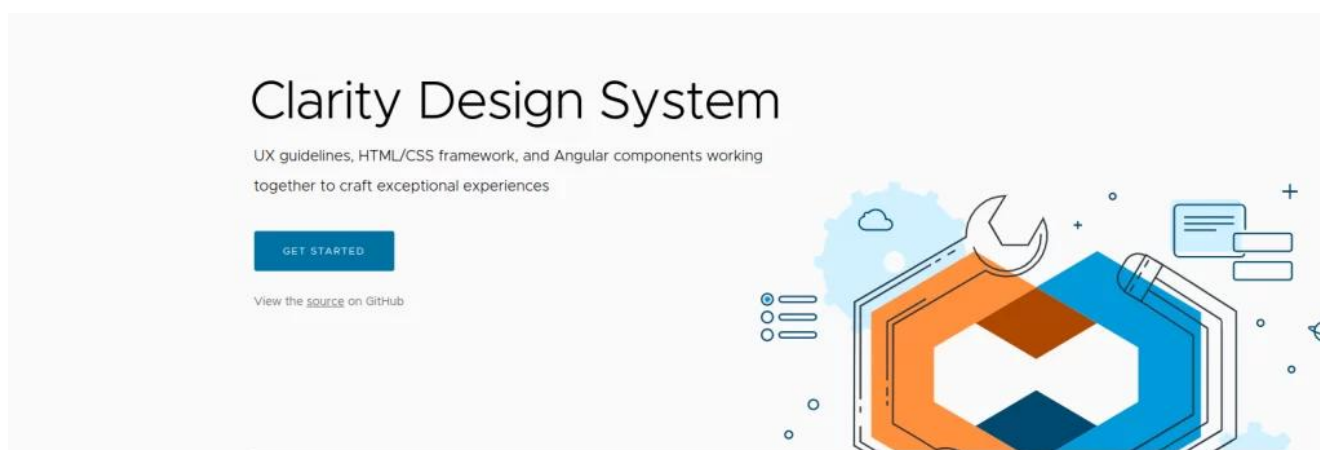 Clarity Design System
UX guidelines, HTML/CSS framework, and Angular components working
together to craft exceptional experiences
GET STARTED
View the source on GitHub